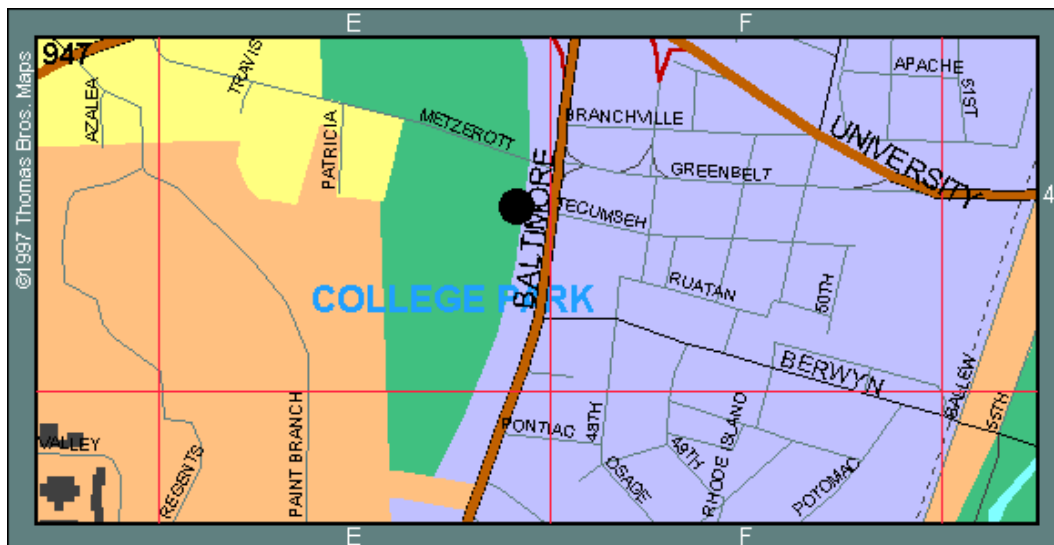 E
F
947
©1997 Thomas Bros. Maps
AZALEA
TRAVIS
PATRICIA
METZEROTT
BRANCHVILLE
APACHE
51ST
UNIVERSITY
GREENBELT
4
BALTIMORE
TECUMSEH
RUATAN
50TH
COLLEGE PARK
BERWYN
BALLEW
55TH
VALLEY
REGENTS
PAINT BRANCH
PONTIAC
48TH
OSAGE
49TH
RHODE ISLAND
POTOMAC
E
F